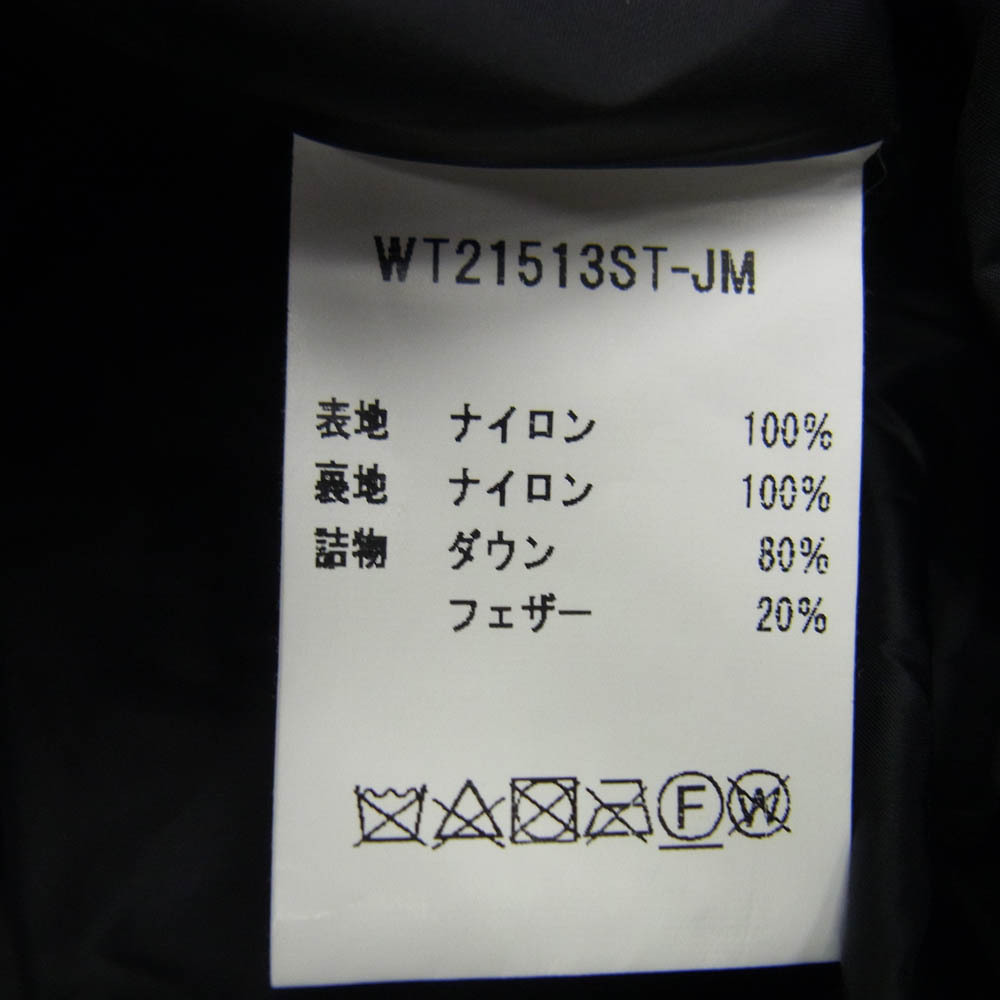 WT21513ST-JM
表地 ナイロン 100%
裏地 ナイロン 100%
詰物 ダウン 80%
フェザー 20%
F W